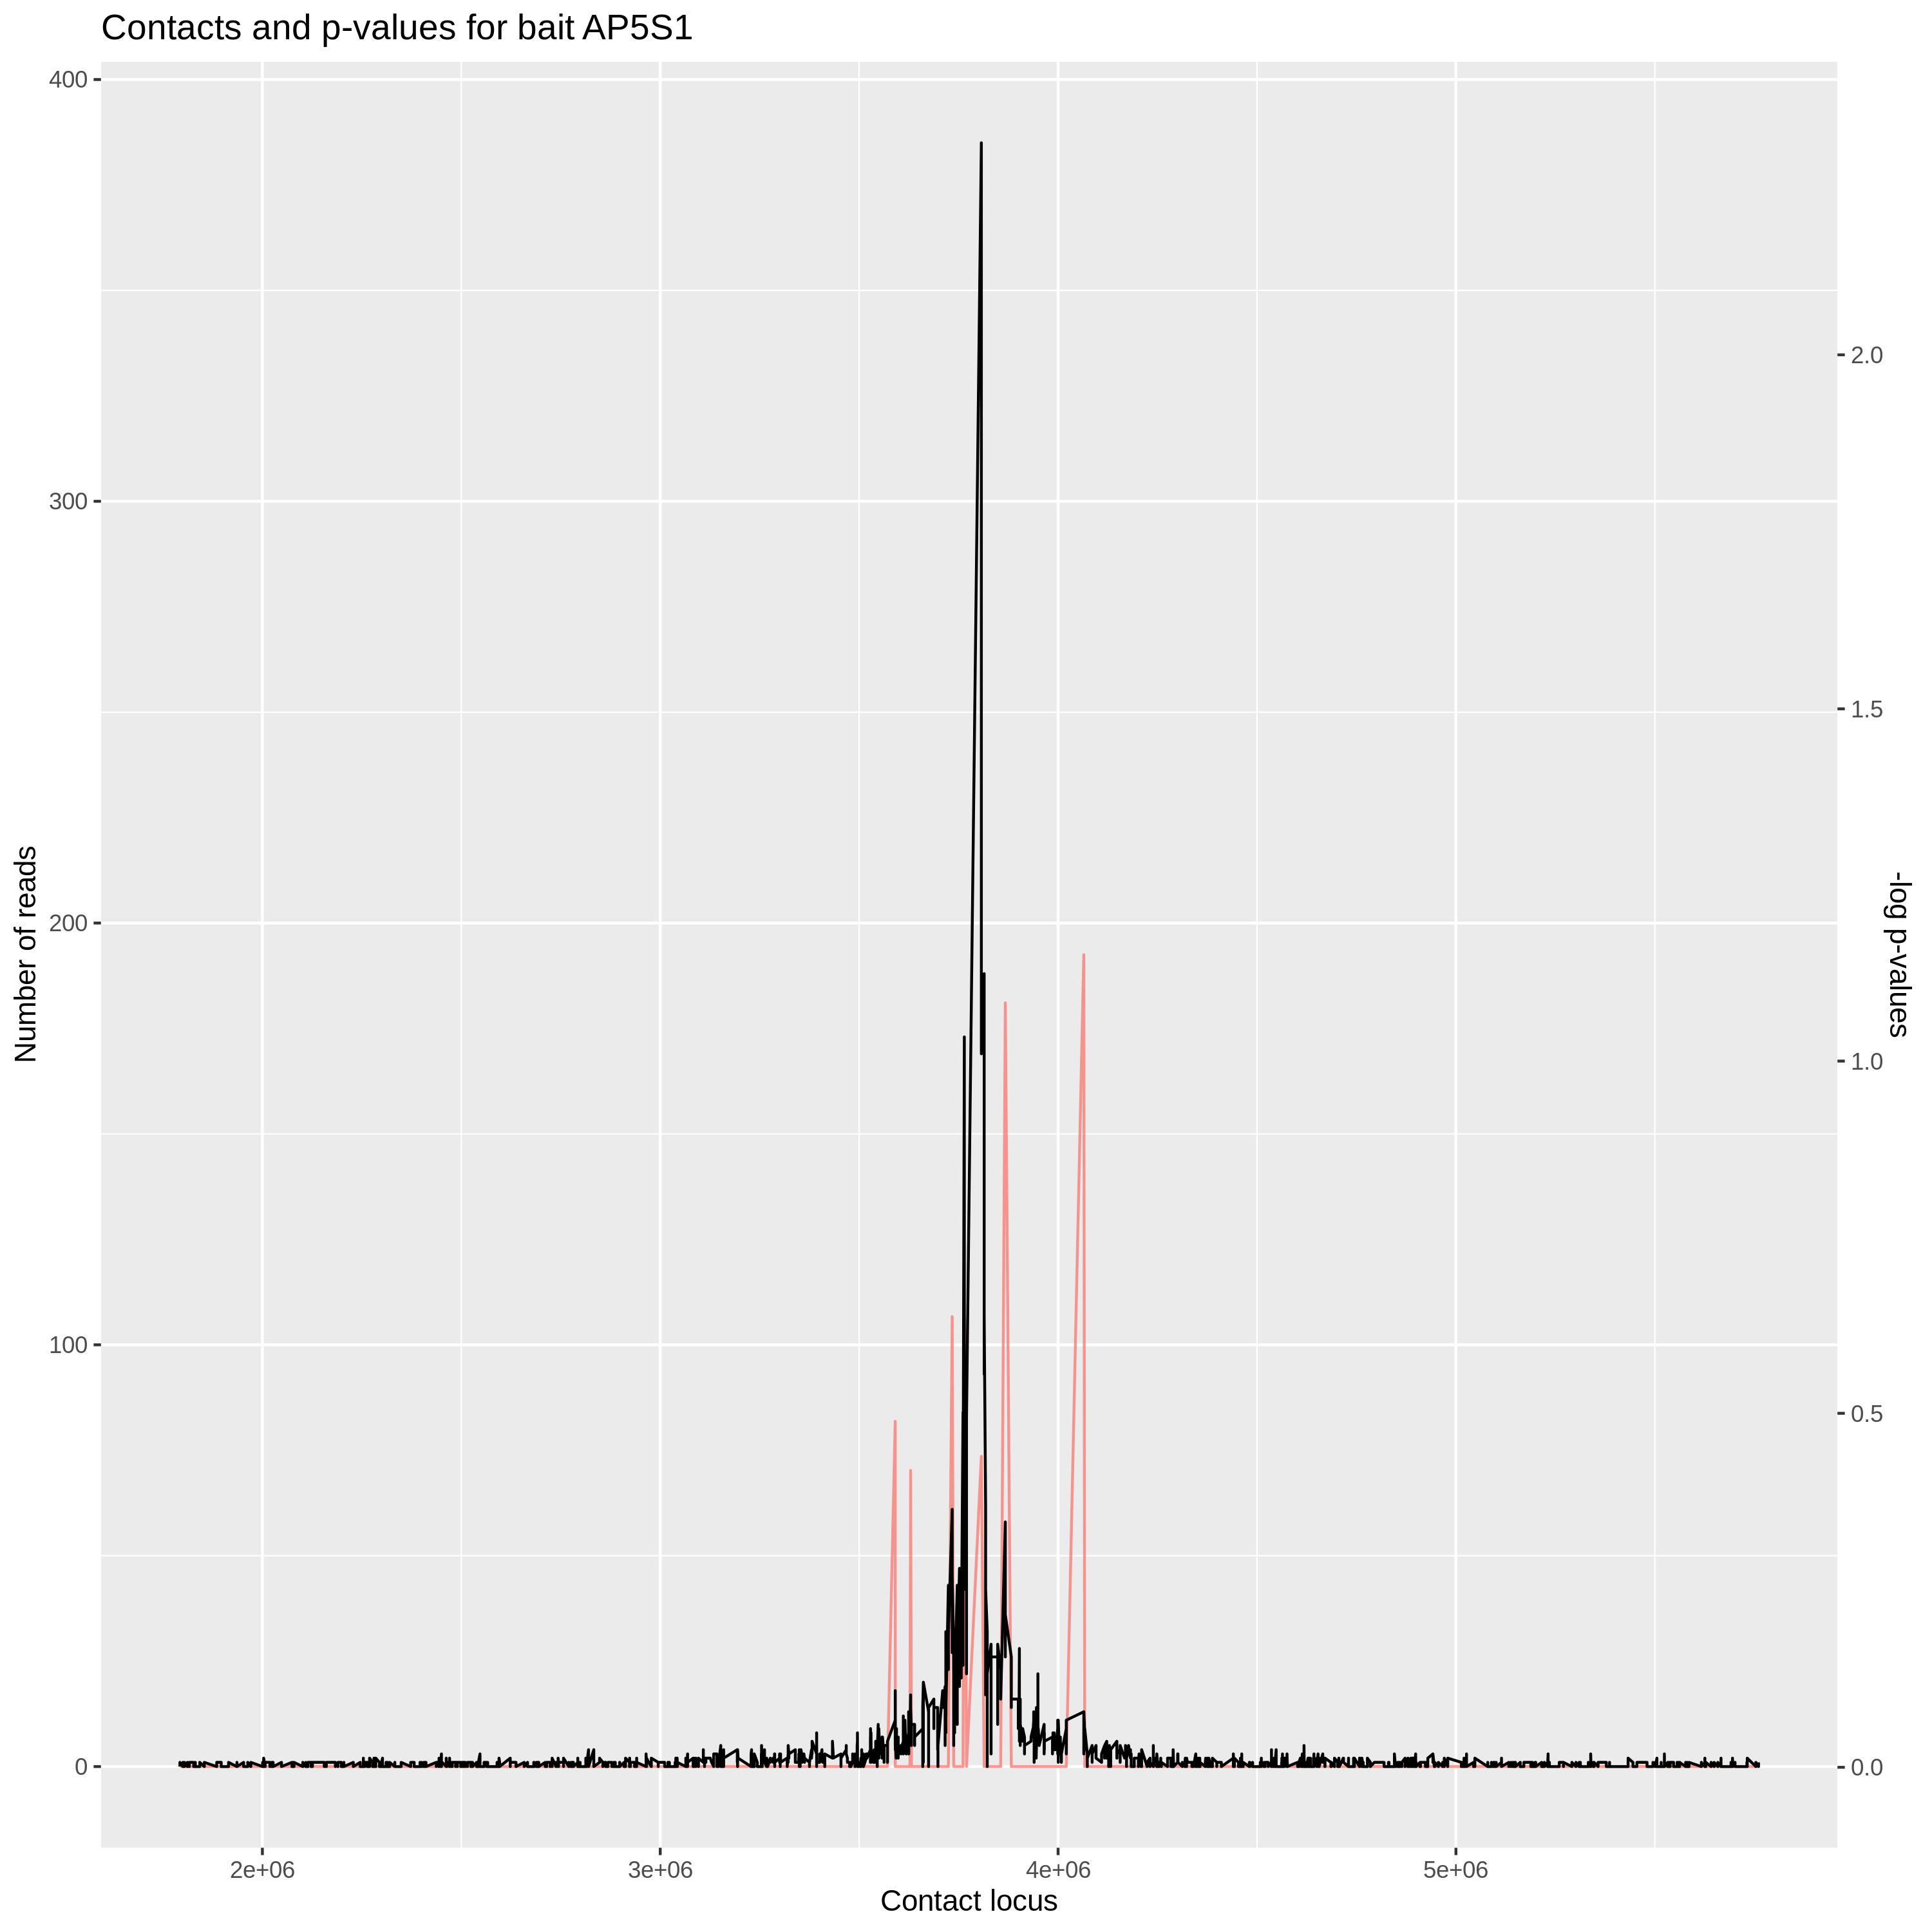 Contacts and p-values for bait AP5S1
400
300
200
100
0
Number of reads
2.0
1.5
1.0
0.5
0.0
-log p-values
2e+06
3e+06
4e+06
5e+06
Contact locus